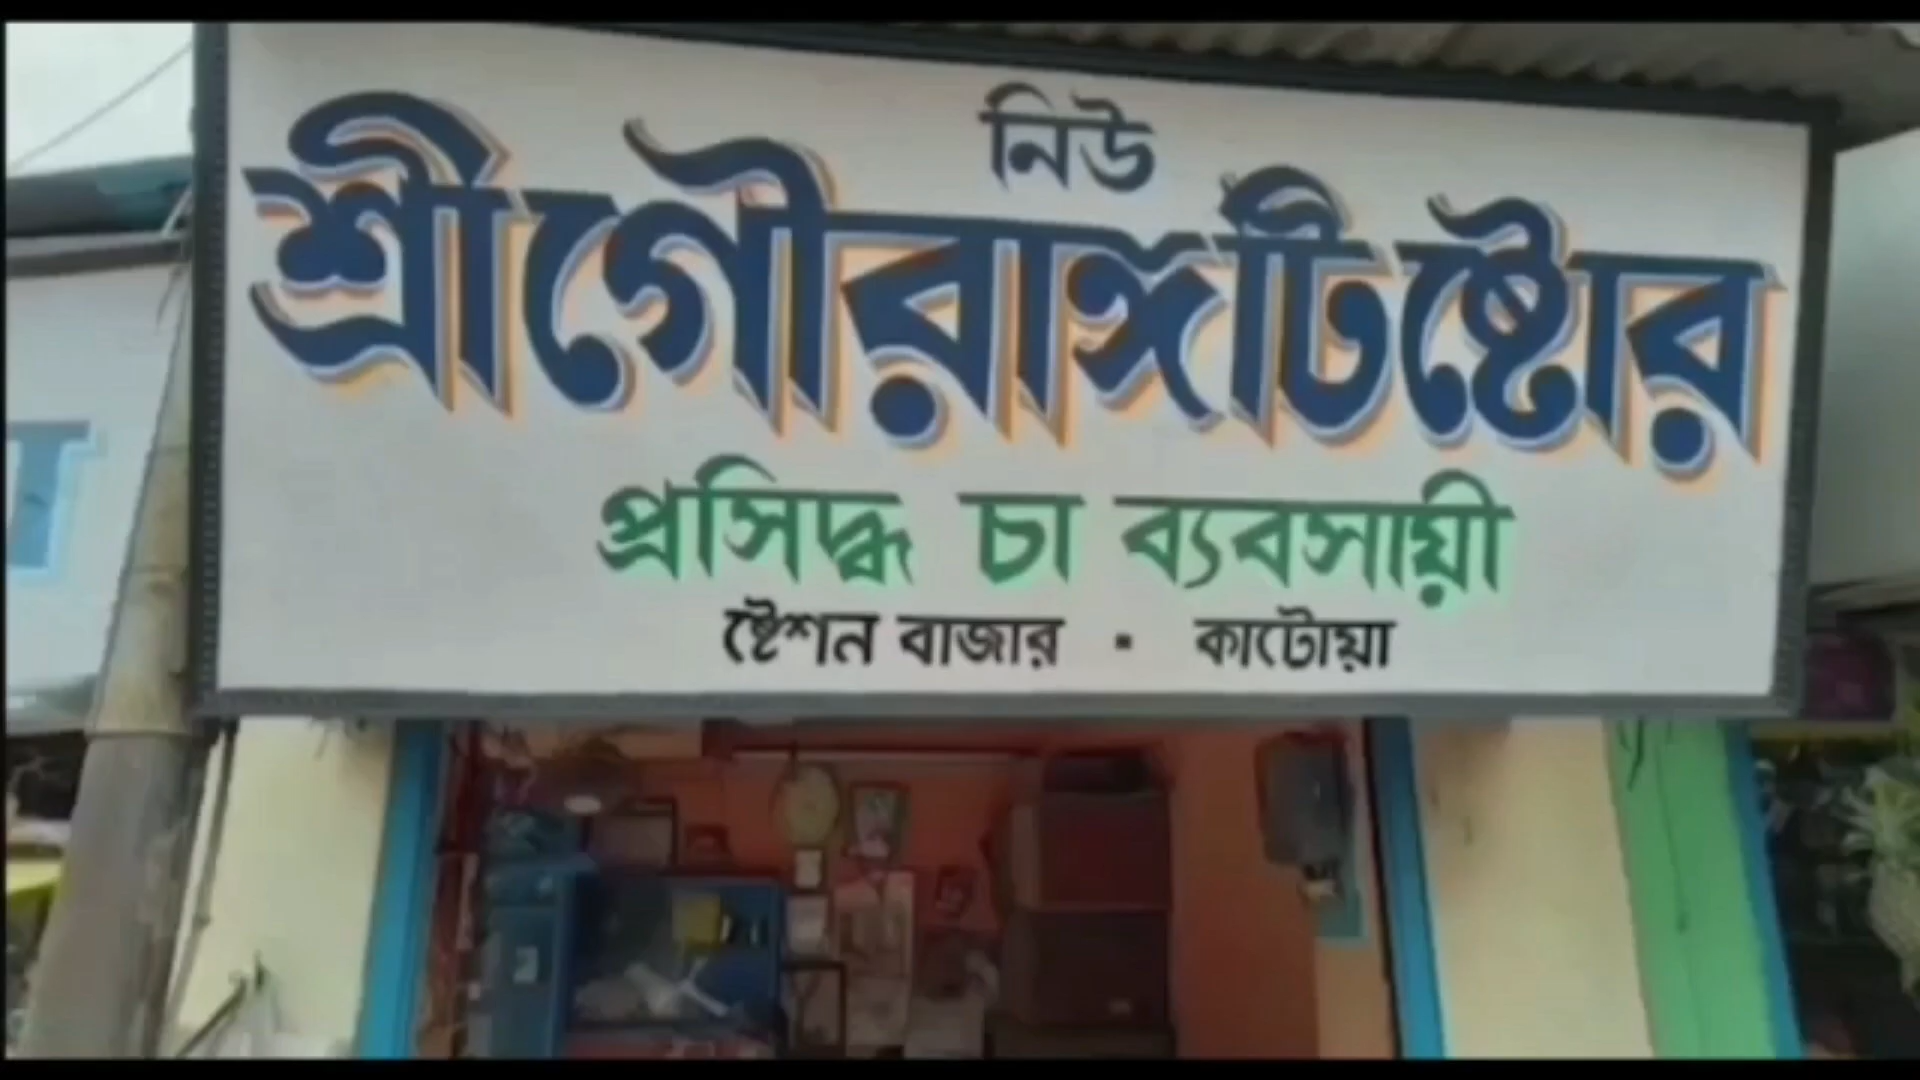 নিউ
শ্রীগৌরাঙ্গ টি ষ্টোর
প্রসিদ্ধ চা ব্যবসায়ী
ষ্টেশন বাজার · কাটোয়া